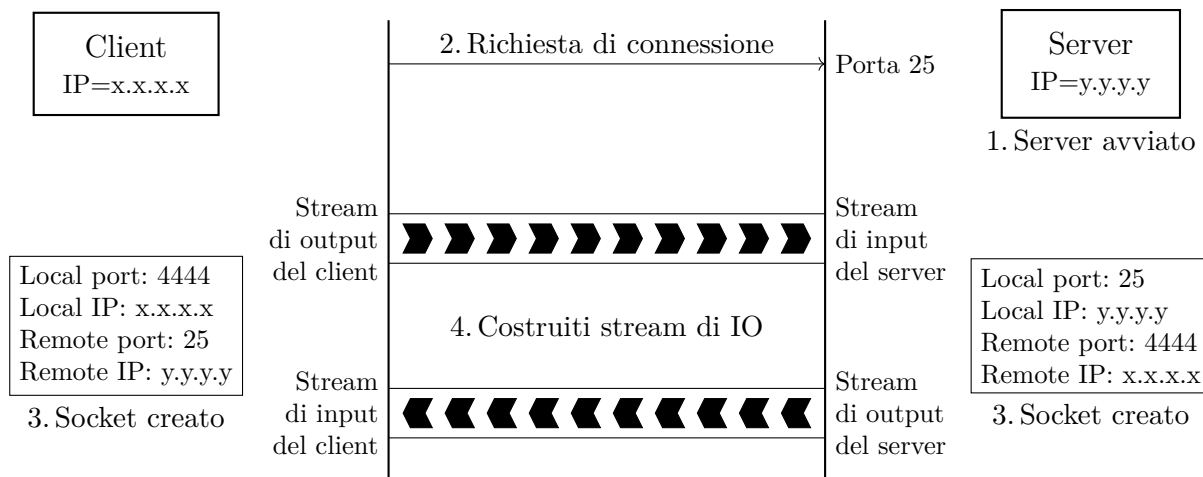 Client
IP=x.x.x.x
2. Richiesta di connessione
Porta 25
Server
IP=y.y.y.y
1. Server avviato
Stream
di output
del client
Stream
di input
del server
Local port: 4444
Local IP: x.x.x.x
Remote port: 25
Remote IP: y.y.y.y
3. Socket creato
4. Costruiti stream di IO
Local port: 25
Local IP: y.y.y.y
Remote port: 4444
Remote IP: x.x.x.x
3. Socket creato
Stream
di input
del client
Stream
di output
del server